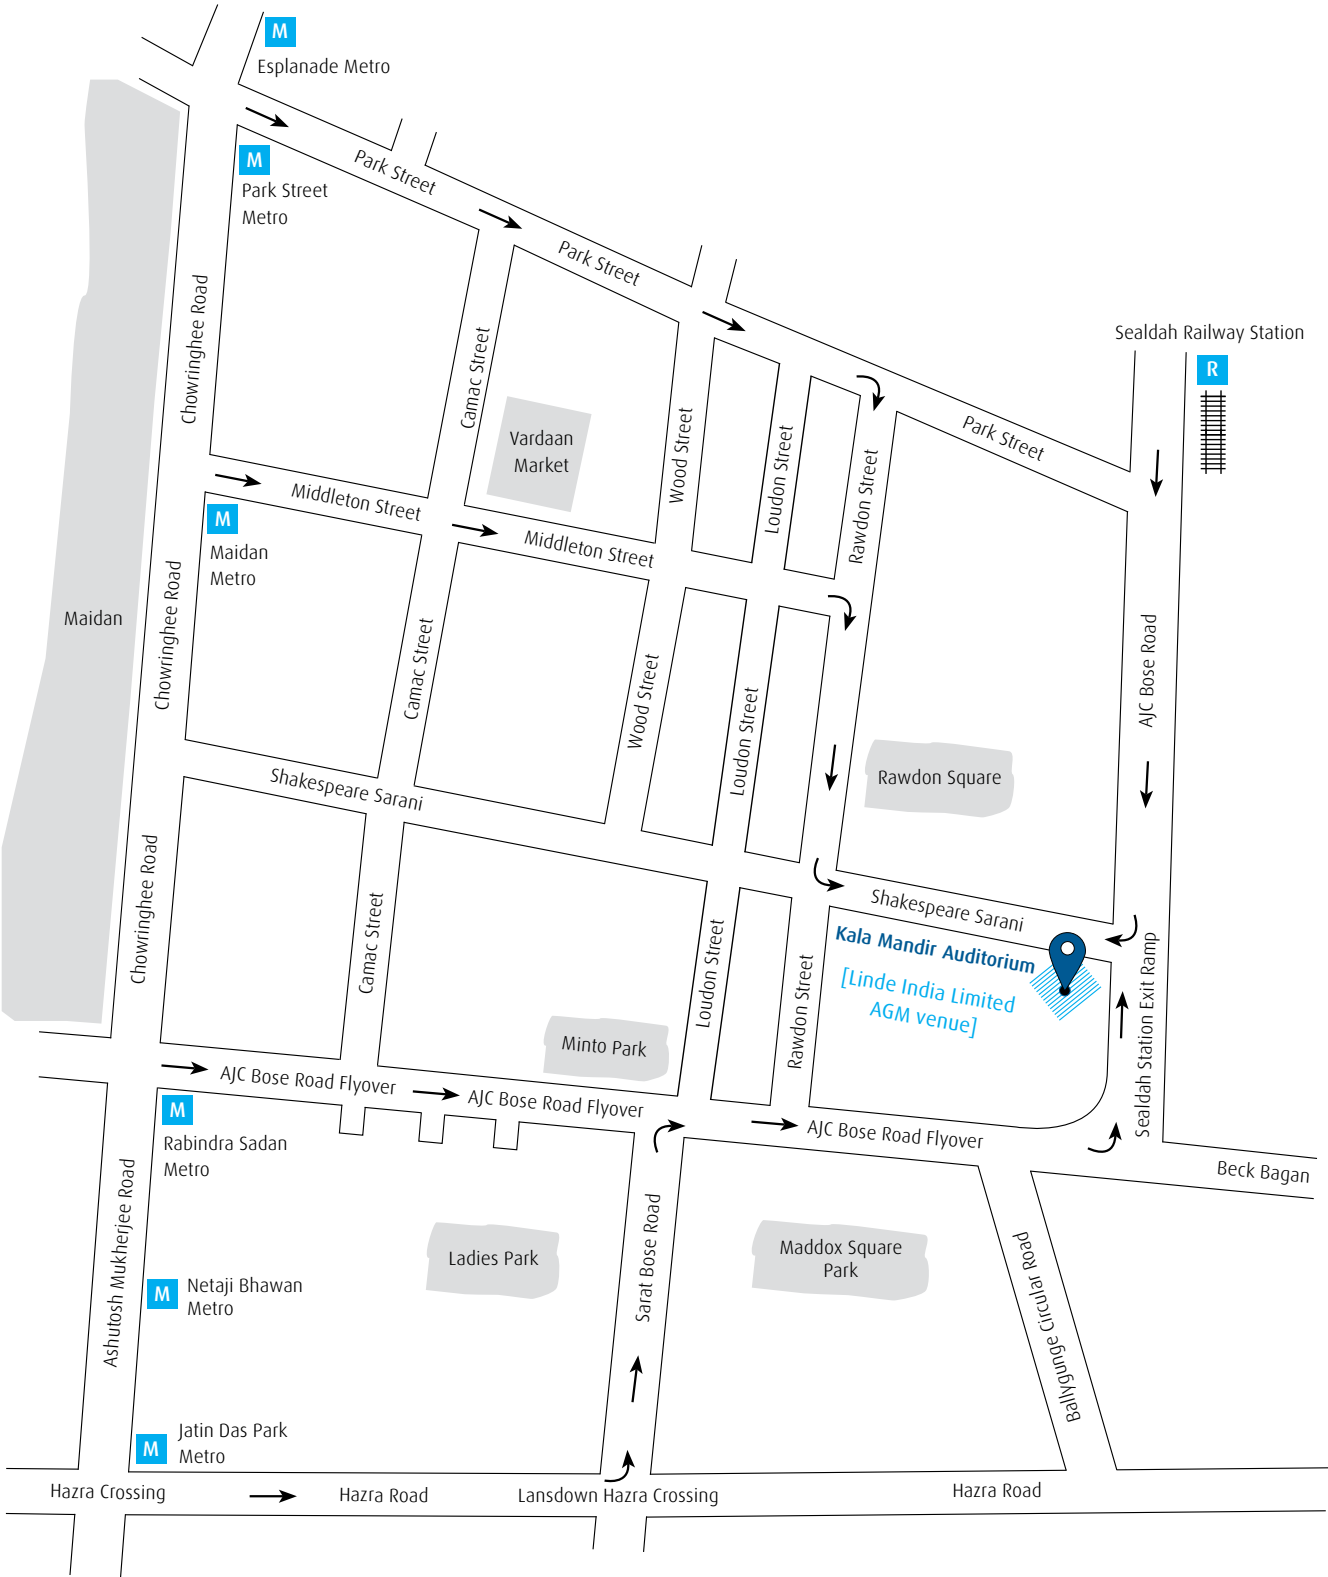 M
Esplanade Metro
Park Street
M
Park Street
Metro
Park Street
Chowringhee Road
Camac Street
Sealdah Railway Station
R
Vardaan
Market
Wood Street
Loudon Street
Rawdon Street
Park Street
Middleton Street
M
Maidan
Metro
Middleton Street
Maidan
Chowringhee Road
Camac Street
Wood Street
Loudon Street
AJC Bose Road
Rawdon Square
Shakespeare Sarani
Chowringhee Road
Camac Street
Loudon Street
Rawdon Street
Shakespeare Sarani
Kala Mandir Auditorium
[Linde India Limited
AGM venue]
Sealdah Station Exit Ramp
Minto Park
AJC Bose Road Flyover
AJC Bose Road Flyover
AJC Bose Road Flyover
M
Rabindra Sadan
Metro
Beck Bagan
Ashutosh Mukherjee Road
Ladies Park
Sarat Bose Road
Maddox Square
Park
Ballygunge Circular Road
M
Netaji Bhawan
Metro
M
Jatin Das Park
Metro
Hazra Crossing
Hazra Road
Lansdown Hazra Crossing
Hazra Road